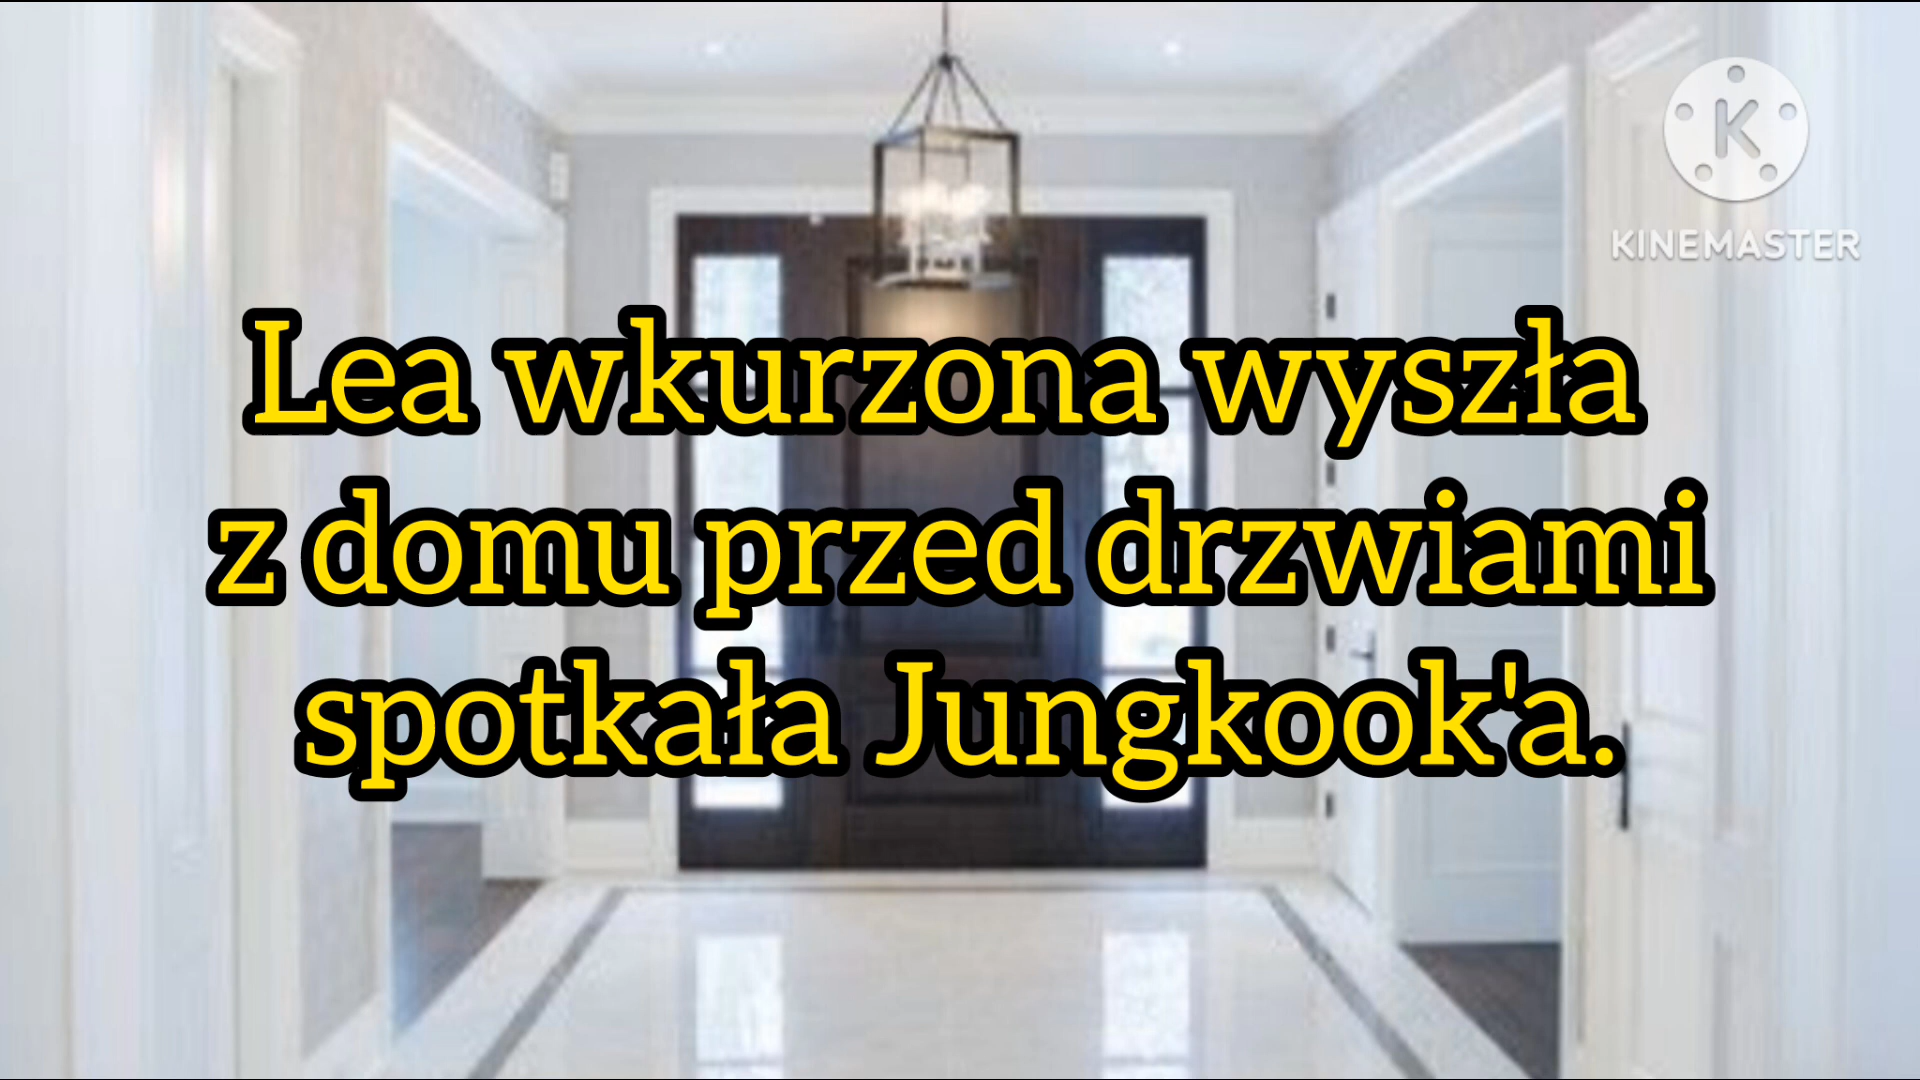 K
KINEMASTER
Lea wkurzona wyszła
z domu przed drzwiami
spotkała Jungkook'a.